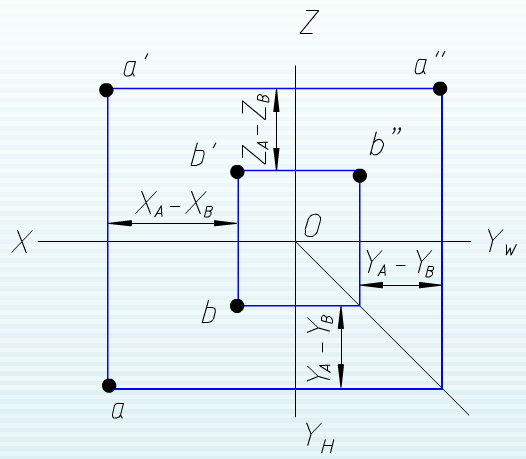 Z
a′
a″
Z_A−Z_B
b′
b″
X_A−X_B
X
O
Y_W
Y_A−Y_B
b
Y_A−Y_B
a
Y_H